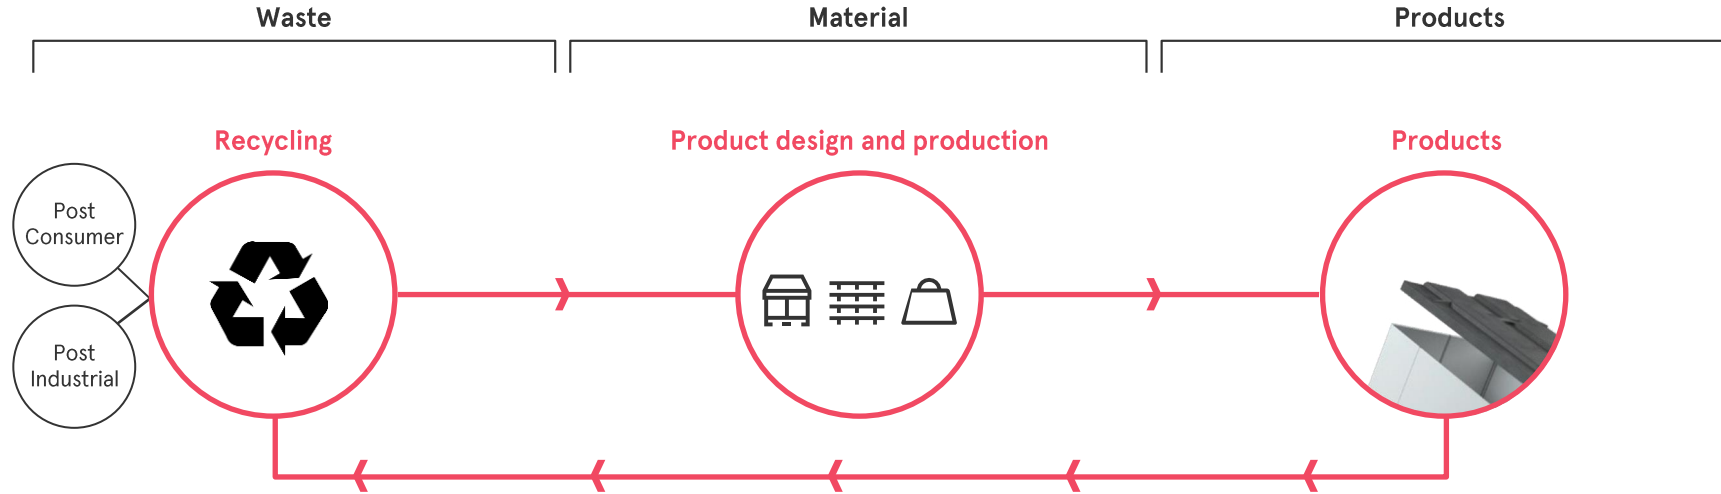 Waste
Material
Products
Recycling
Product design and production
Products
Post
Consumer
Post
Industrial